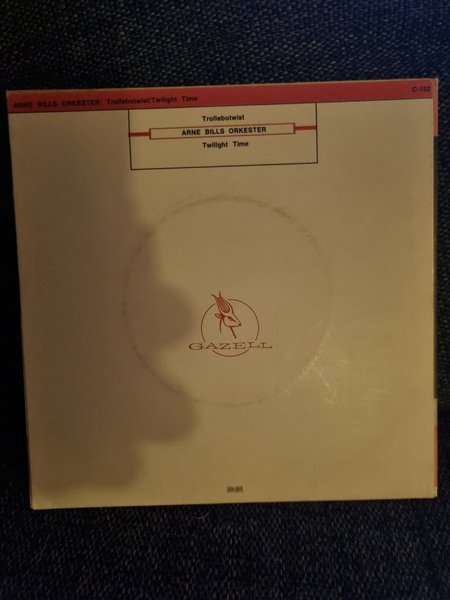 ARNE BILLS ORKESTER: Trollebotwist/Twilight Time
C-152
Trollebotwist
ARNE BILLS ORKESTER
Twilight Time
GAZELL